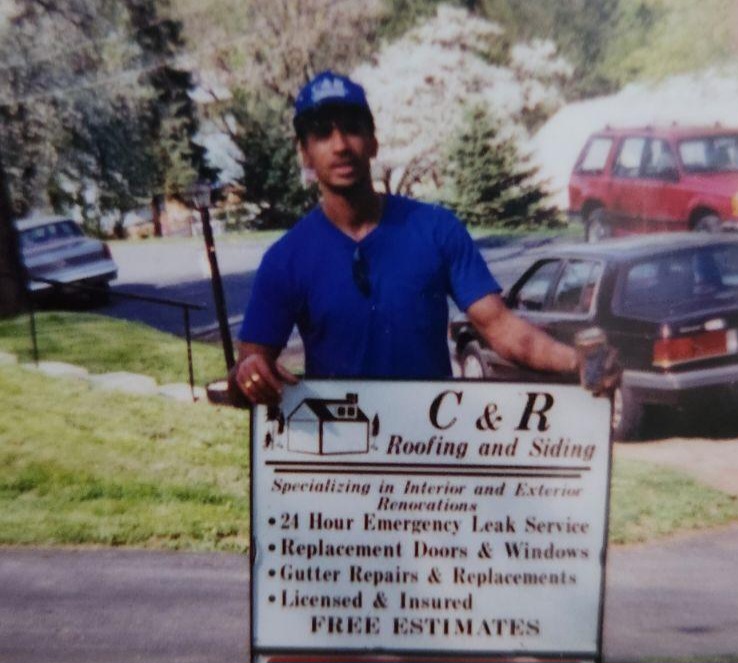 C & R
Roofing and Siding
Specializing in Interior and Exterior
Renorations
• 24 Hour Emergency Leak Service
• Replacement Doors & Windows
• Gutter Repairs & Replacements
• Licensed & Insured
FREE ESTIMATES